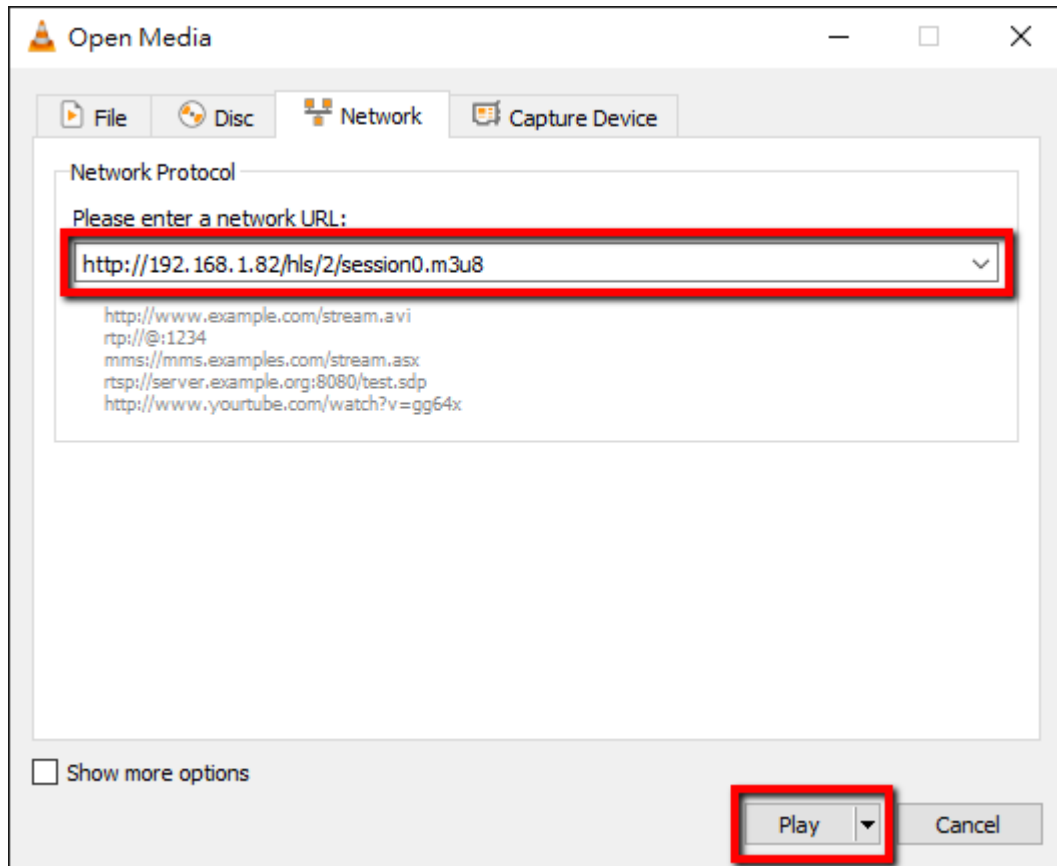 Open Media
File Disc Network Capture Device
Network Protocol
Please enter a network URL:
http://192.168.1.82/hls/2/session0.m3u8
http://www.example.com/stream.avi
rtp://@:1234
mms://mms.examples.com/stream.asx
rtsp://server.example.org:8080/test.sdp
http://www.yourtube.com/watch?v=gg64x
Show more options
Play Cancel